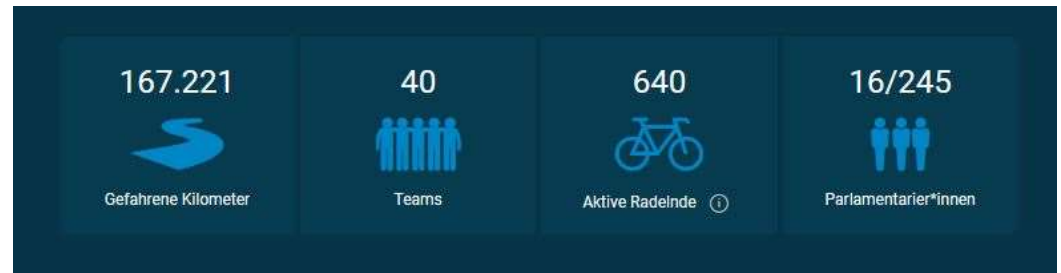 167.221
40
640
16/245
Gefahrene Kilometer
Teams
Aktive Radelnde
Parlamentarier*innen